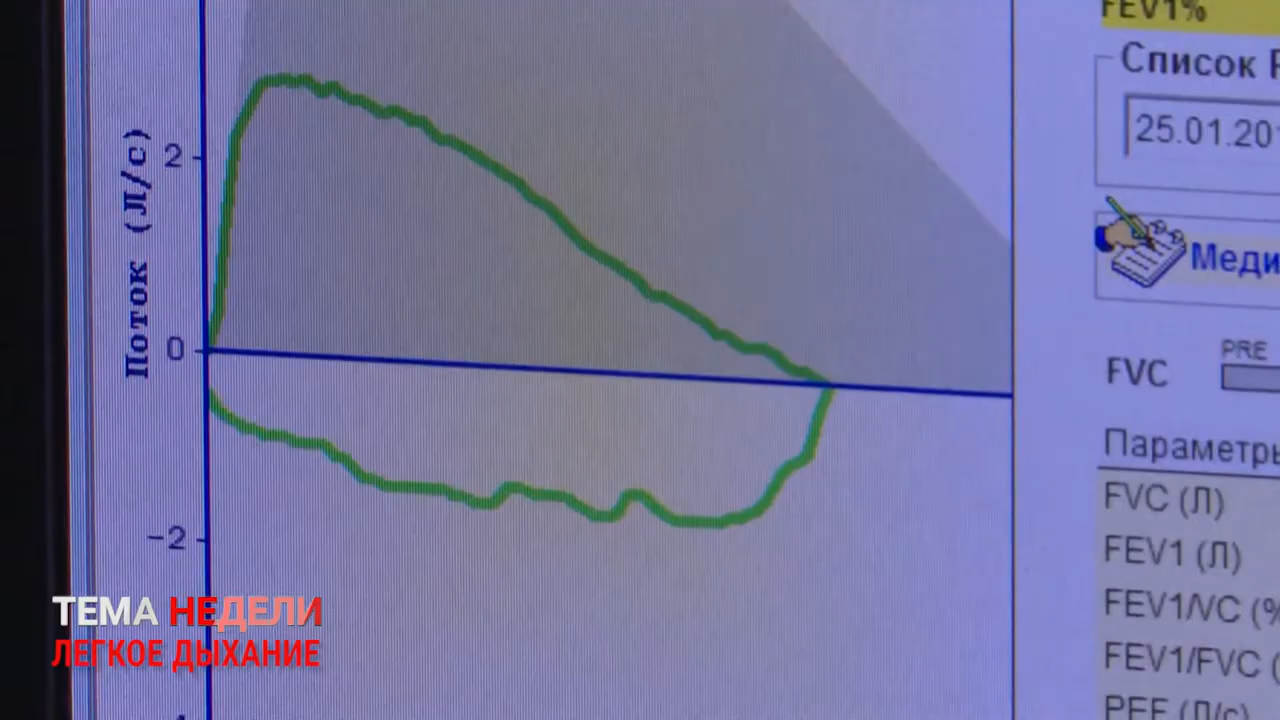 FEV1%
Список
25.01.20
Меди
PRE
FVC
Параметры
FVC (Л)
FEV1 (Л)
FEV1/VC (%
FEV1/FVC (
PEF (Л/с)
Поток (Л/с)
2
0
-2
ТЕМА НЕДЕЛИ
ЛЕГКОЕ ДЫХАНИЕ